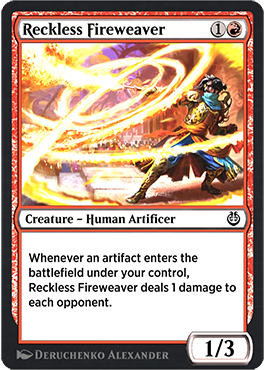 Reckless Fireweaver 1
Creature – Human Artificer
Whenever an artifact enters the
battlefield under your control,
Reckless Fireweaver deals 1 damage to
each opponent.
Deruchenko Alexander
1/3